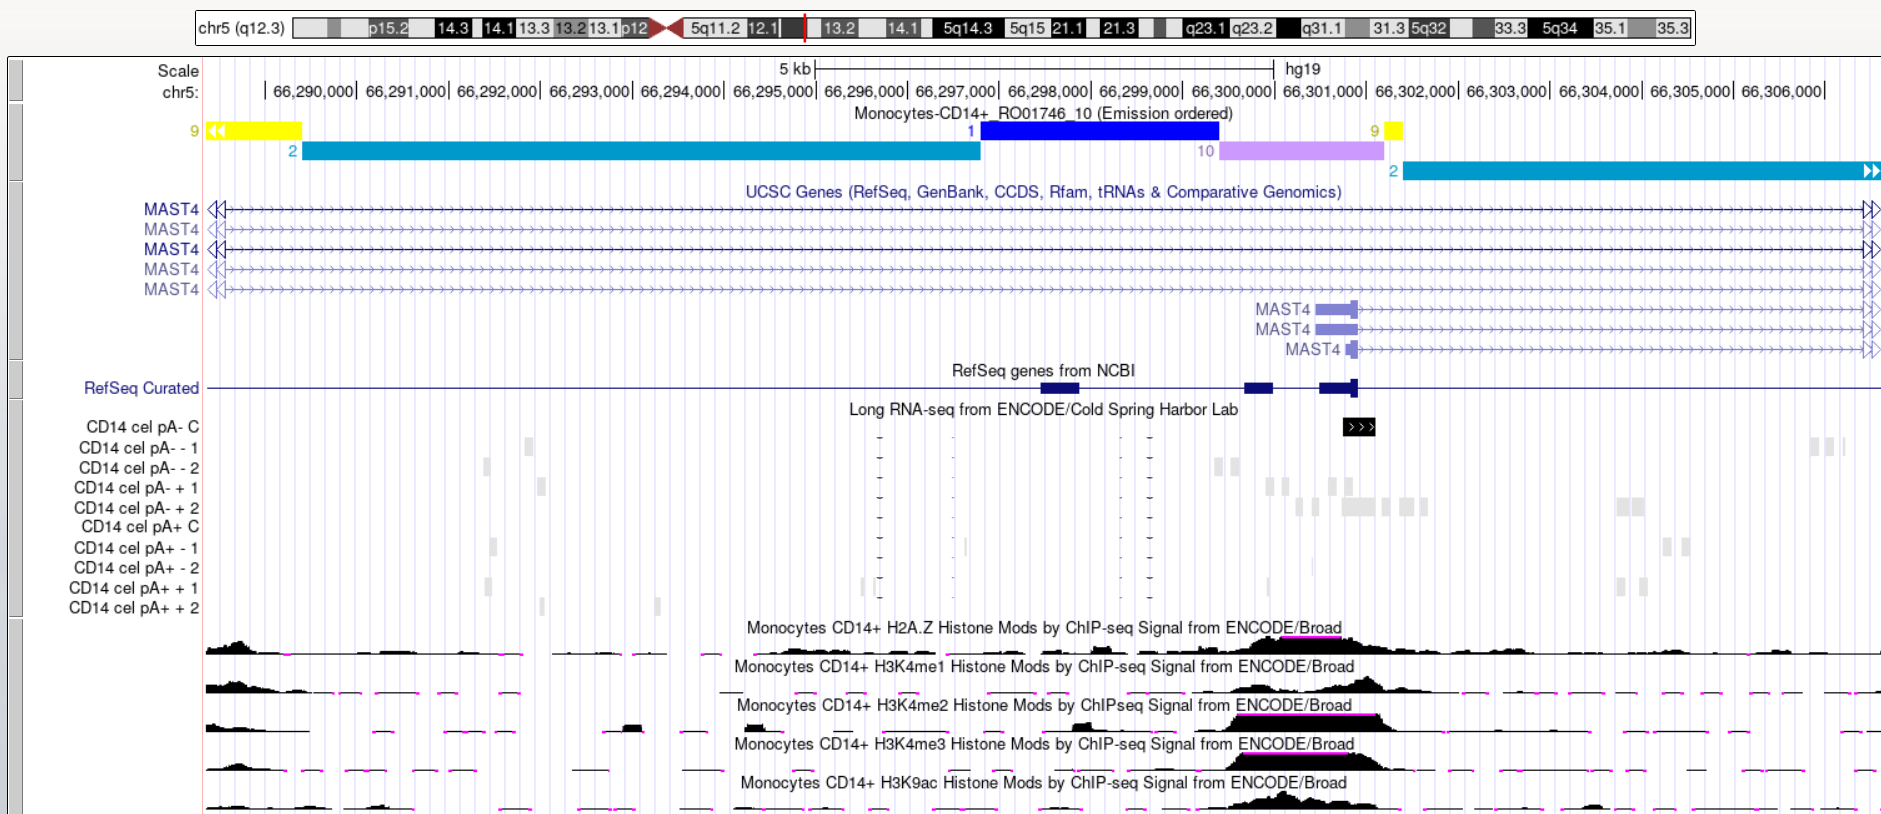 chr5 (q12.3) p15.2 14.3 14.1 13.3 13.2 13.1 p12 5q11.2 12.1 13.2 14.1 5q14.3 5q15 21.1 21.3 q23.1 q23.2 q31.1 31.3 5q32 33.3 5q34 35.1 35.3
Scale 5 kb hg19
chr5: 66,290,000 66,291,000 66,292,000 66,293,000 66,294,000 66,295,000 66,296,000 66,297,000 66,298,000 66,299,000 66,300,000 66,301,000 66,302,000 66,303,000 66,304,000 66,305,000 66,306,000
Monocytes-CD14+_RO01746_10 (Emission ordered)
9 1 9
2 10
2
UCSC Genes (RefSeq, GenBank, CCDS, Rfam, tRNAs & Comparative Genomics)
MAST4
MAST4
MAST4
MAST4
MAST4
MAST4
MAST4
MAST4
RefSeq genes from NCBI
RefSeq Curated
Long RNA-seq from ENCODE/Cold Spring Harbor Lab
CD14 cel pA- C
CD14 cel pA- - 1
CD14 cel pA- - 2
CD14 cel pA- + 1
CD14 cel pA- + 2
CD14 cel pA+ C
CD14 cel pA+ - 1
CD14 cel pA+ - 2
CD14 cel pA+ + 1
CD14 cel pA+ + 2
Monocytes CD14+ H2A.Z Histone Mods by ChIP-seq Signal from ENCODE/Broad
Monocytes CD14+ H3K4me1 Histone Mods by ChIP-seq Signal from ENCODE/Broad
Monocytes CD14+ H3K4me2 Histone Mods by ChIPseq Signal from ENCODE/Broad
Monocytes CD14+ H3K4me3 Histone Mods by ChIP-seq Signal from ENCODE/Broad
Monocytes CD14+ H3K9ac Histone Mods by ChIP-seq Signal from ENCODE/Broad